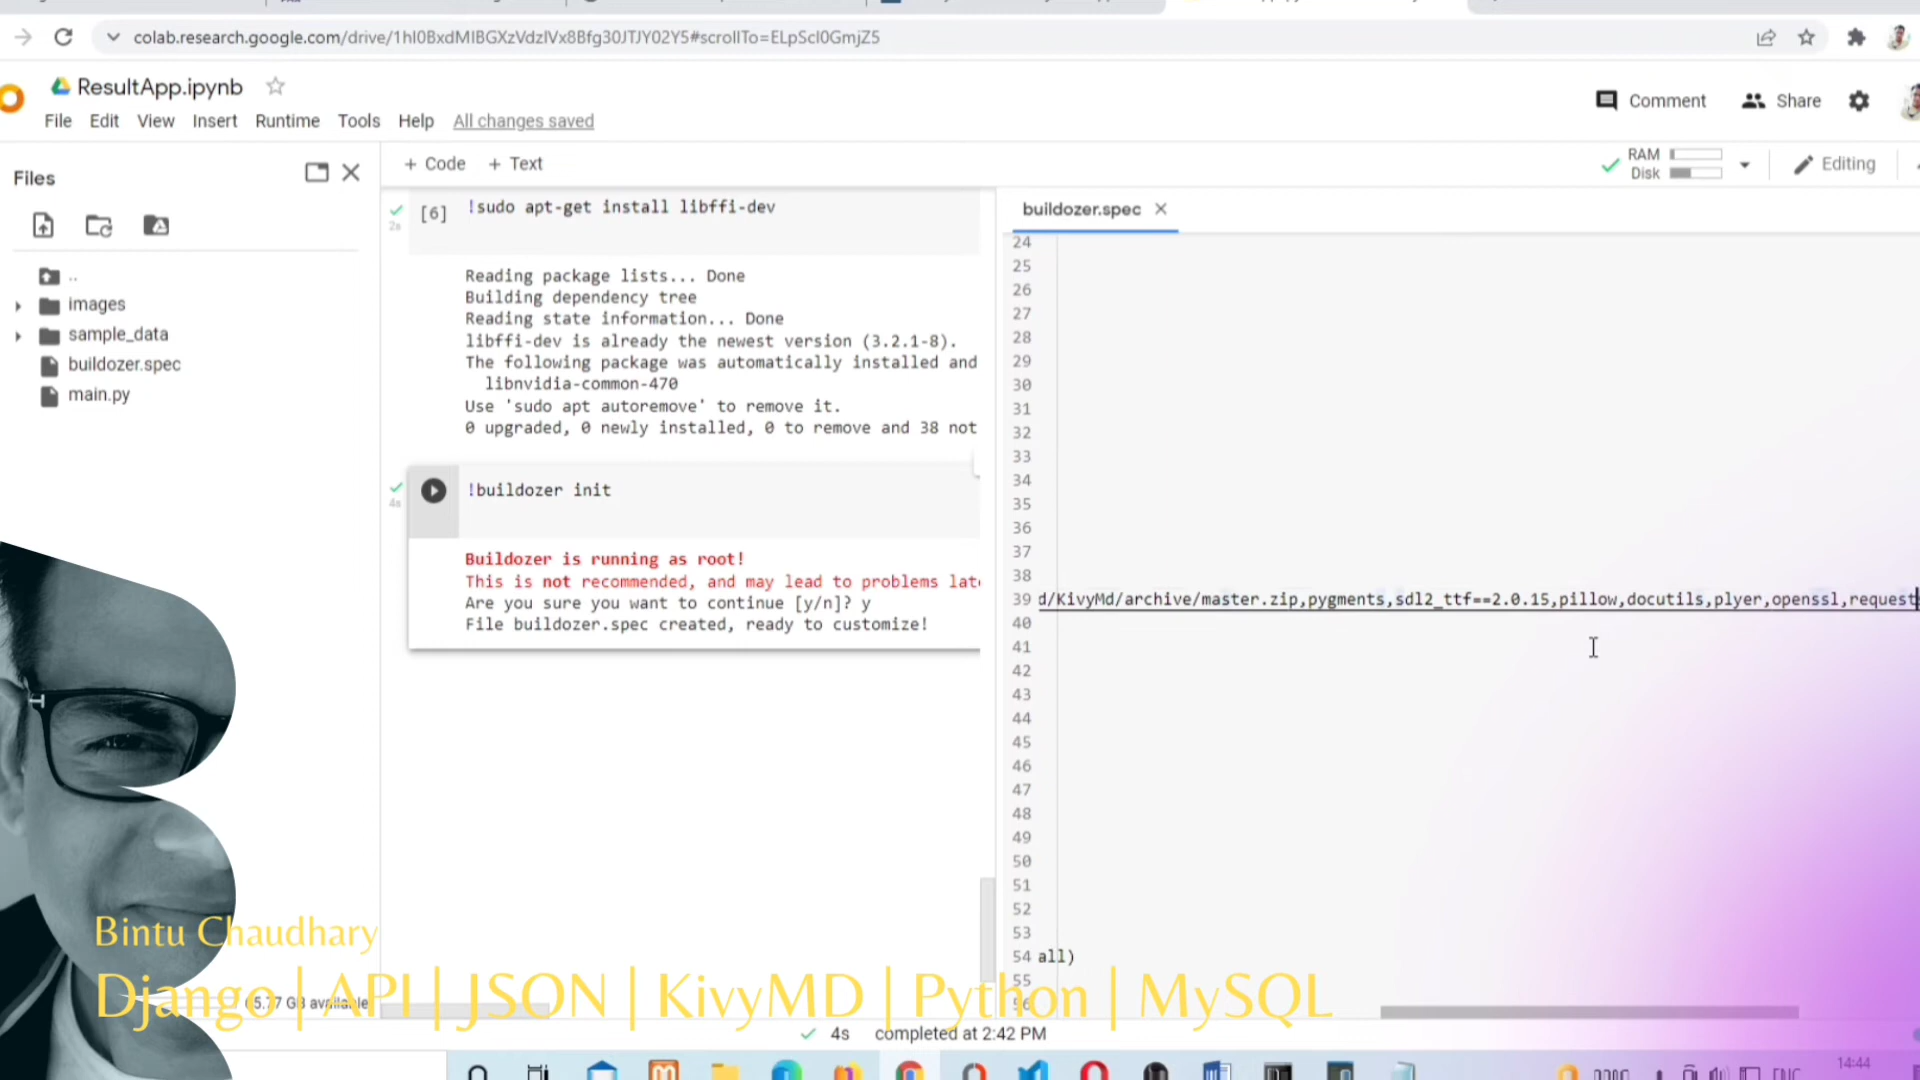 colab.research.google.com/drive/1hI0BxdMIBGXzVdzIVx8Bfg30JTJY02Y5#scrollTo=ELpScI0GmjZ5
ResultApp.ipynb
File Edit View Insert Runtime Tools Help All changes saved
Comment Share
Files
+ Code + Text
RAM
Disk
Editing
..
images
sample_data
buildozer.spec
main.py
2s
[6] !sudo apt-get install libffi-dev
Reading package lists... Done
Building dependency tree
Reading state information... Done
libffi-dev is already the newest version (3.2.1-8).
The following package was automatically installed and
libnvidia-common-470
Use 'sudo apt autoremove' to remove it.
0 upgraded, 0 newly installed, 0 to remove and 38 not
4s
!buildozer init
Buildozer is running as root!
This is not recommended, and may lead to problems late
Are you sure you want to continue [y/n]? y
File buildozer.spec created, ready to customize!
buildozer.spec
24
25
26
27
28
29
30
31
32
33
34
35
36
37
38
39 d/KivyMd/archive/master.zip,pygments,sdl2_ttf==2.0.15,pillow,docutils,plyer,openssl,request
40
41
42
43
44
45
46
47
48
49
50
51
52
53
54 all)
55
56
Bintu Chaudhary
Django | API | JSON | KivyMD | Python | MySQL
available
4s completed at 2:42 PM
14:44